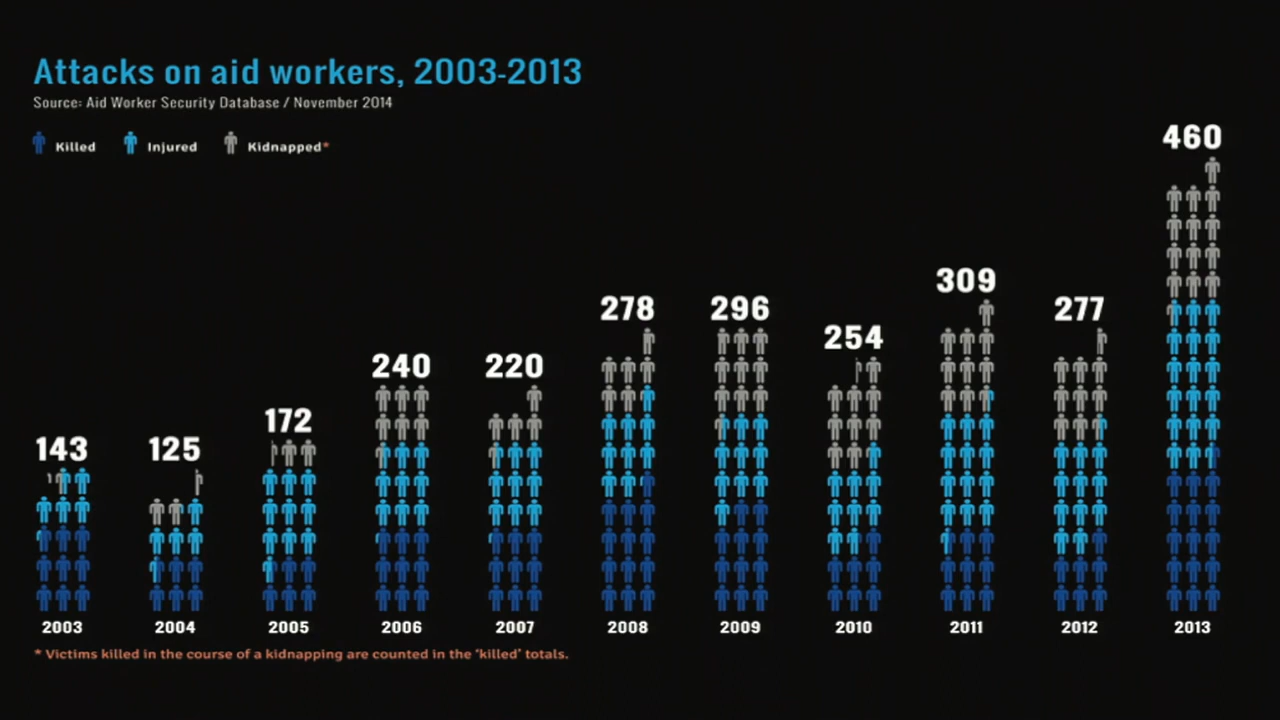 Attacks on aid workers, 2003-2013
Source: Aid Worker Security Database / November 2014
Killed Injured Kidnapped*
460
309
278 296 277
254
240 220
172
143 125
2003 2004 2005 2006 2007 2008 2009 2010 2011 2012 2013
* Victims killed in the course of a kidnapping are counted in the 'killed' totals.